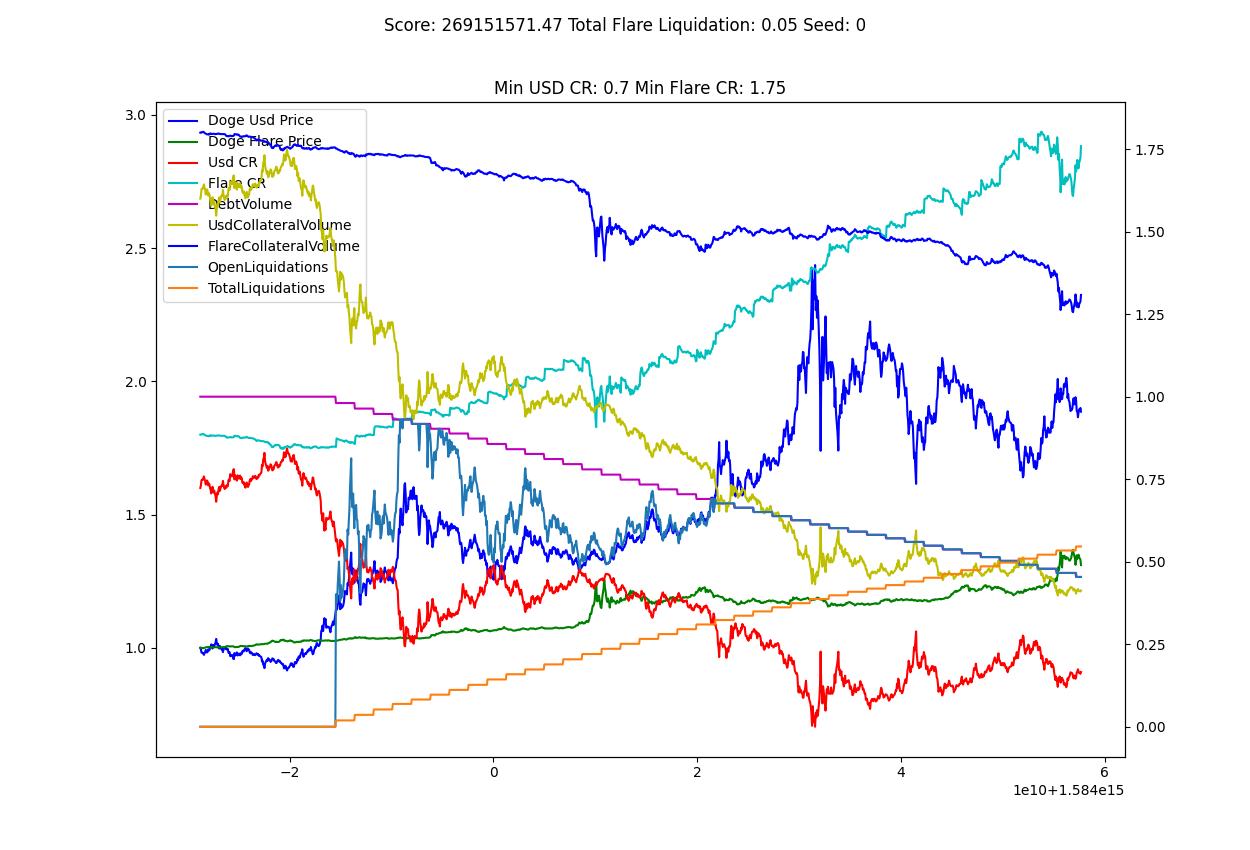 Score: 269151571.47 Total Flare Liquidation: 0.05 Seed: 0
Min USD CR: 0.7 Min Flare CR: 1.75
Doge Usd Price
Doge Flare Price
Usd CR
Flare CR
DebtVolume
UsdCollateralVolume
FlareCollateralVolume
OpenLiquidations
TotalLiquidations
3.0
2.5
2.0
1.5
1.0
1.75
1.50
1.25
1.00
0.75
0.50
0.25
0.00
−2
0
2
4
6
1e10+1.584e15